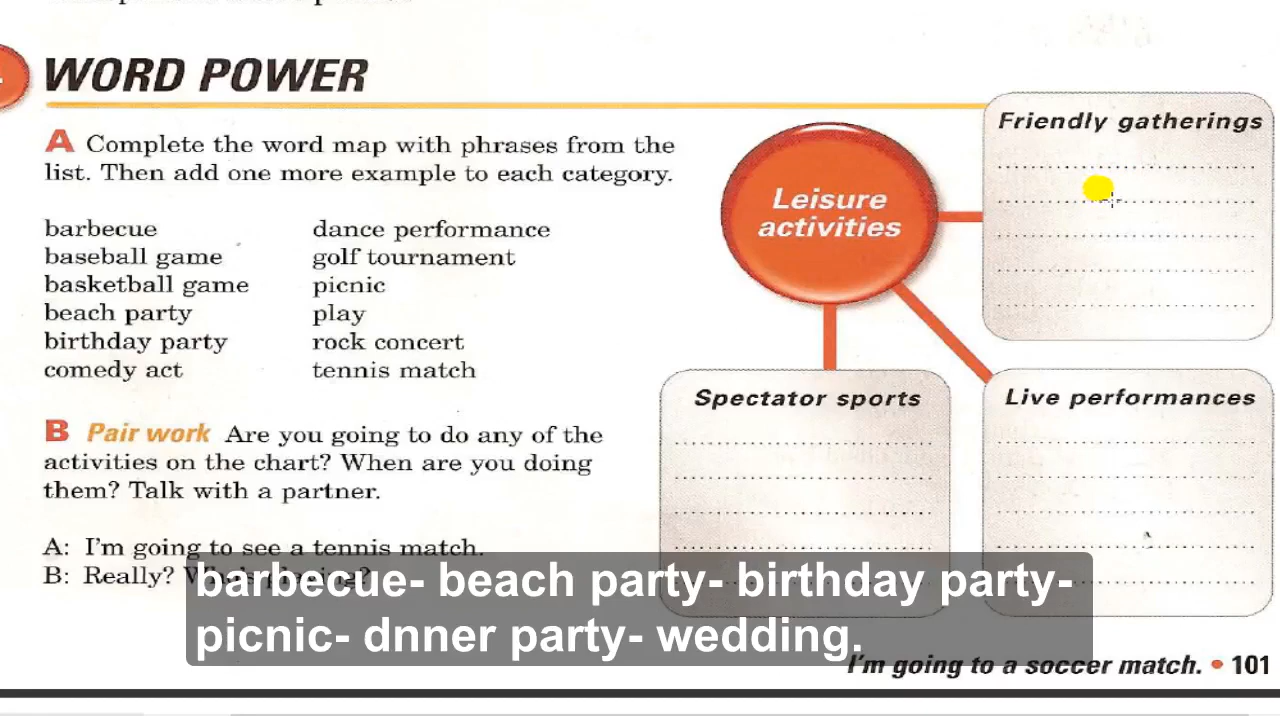 WORD POWER
A Complete the word map with phrases from the
list. Then add one more example to each category.
barbecue
baseball game
basketball game
beach party
birthday party
comedy act
dance performance
golf tournament
picnic
play
rock concert
tennis match
B Pair work Are you going to do any of the
activities on the chart? When are you doing
them? Talk with a partner.
A: I'm going to see a tennis match.
B: Really? Who's playing?
Leisure
activities
Friendly gatherings
Spectator sports
Live performances
barbecue- beach party- birthday party-
picnic- dnner party- wedding.
I'm going to a soccer match. • 101